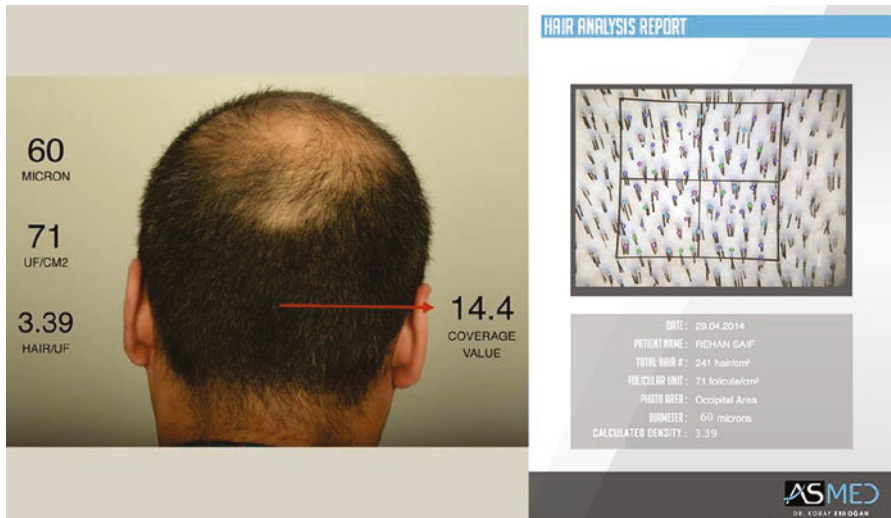 60
MICRON
71
UF/CM2
3.39
HAIR/UF
14.4
COVERAGE
VALUE
HAIR ANALYSIS REPORT
DATE : 29.04.2014
PATIENT NAME : REHAN SAIF
TOTAL HAIR # : 241 hair/cm²
FOLICULAR UNIT : 71 folicule/cm²
PHOTO AREA : Occipital Area
DIAMETER : 60 microns
CALCULATED DENSITY : 3.39
ASMED
DR. KORAY ERDOĞAN